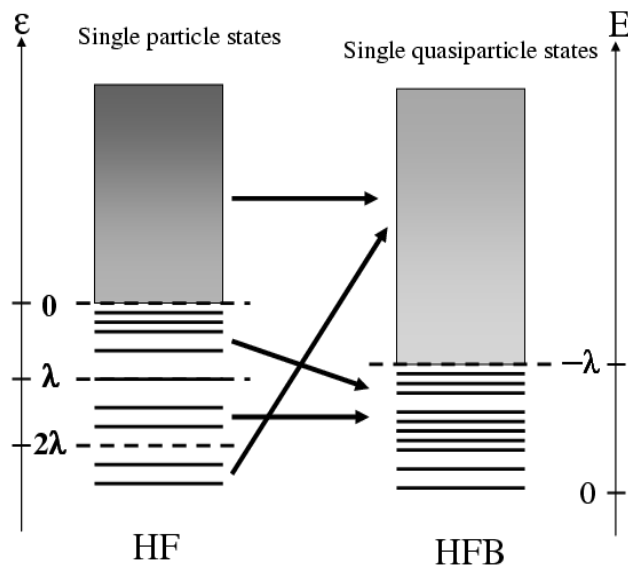 ε
Single particle states
Single quasiparticle states
E
0
λ
-2λ
−λ
0
HF
HFB